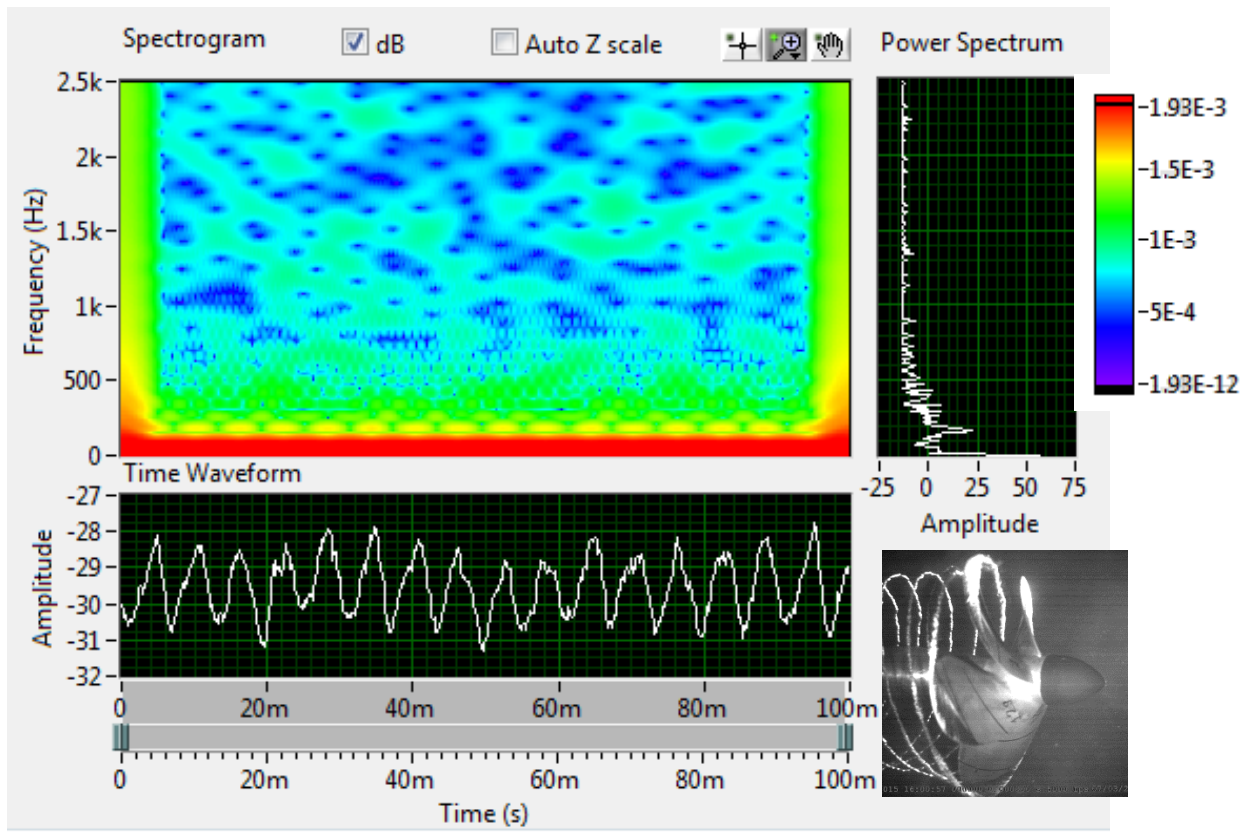 Spectrogram
dB
Auto Z scale
Power Spectrum
2.5k
2k
1.5k
1k
500
0
Frequency (Hz)
-1.93E-3
-1.5E-3
-1E-3
-5E-4
-1.93E-12
-25 0 25 50 75
Amplitude
Time Waveform
-27
-28
-29
-30
-31
-32
Amplitude
0 20m 40m 60m 80m 100m
0 20m 40m 60m 80m 100m
Time (s)